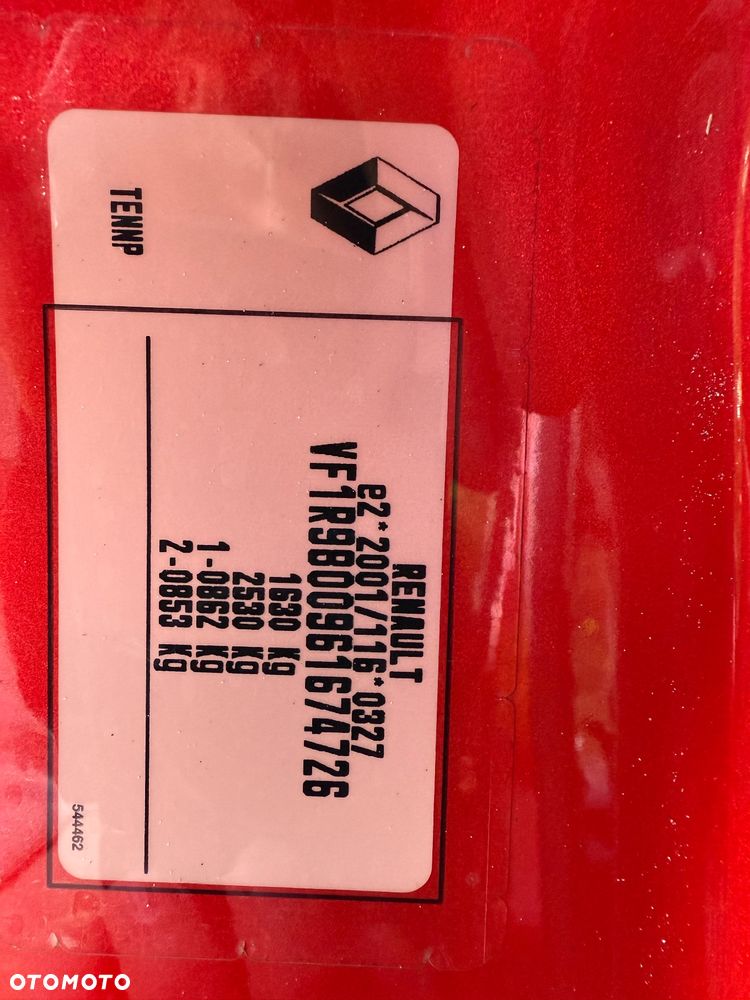 TENNP
RENAULT
e2*2001/116*0327
VF1R9800961674726
1630 kg
2530 kg
1-0862 kg
2-0853 kg
544462
OTOMOTO